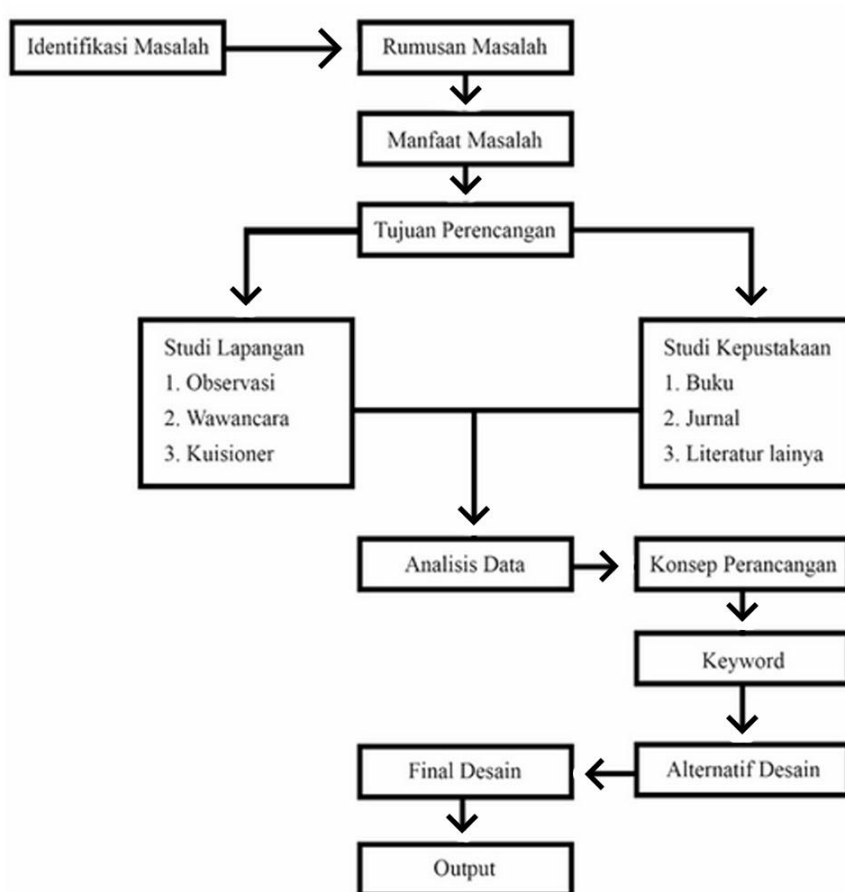 Identifikasi Masalah
Rumusan Masalah
Manfaat Masalah
Tujuan Perencangan
Studi Lapangan
1. Observasi
2. Wawancara
3. Kuisioner
Studi Kepustakaan
1. Buku
2. Jurnal
3. Literatur lainya
Analisis Data
Konsep Perancangan
Keyword
Alternatif Desain
Final Desain
Output